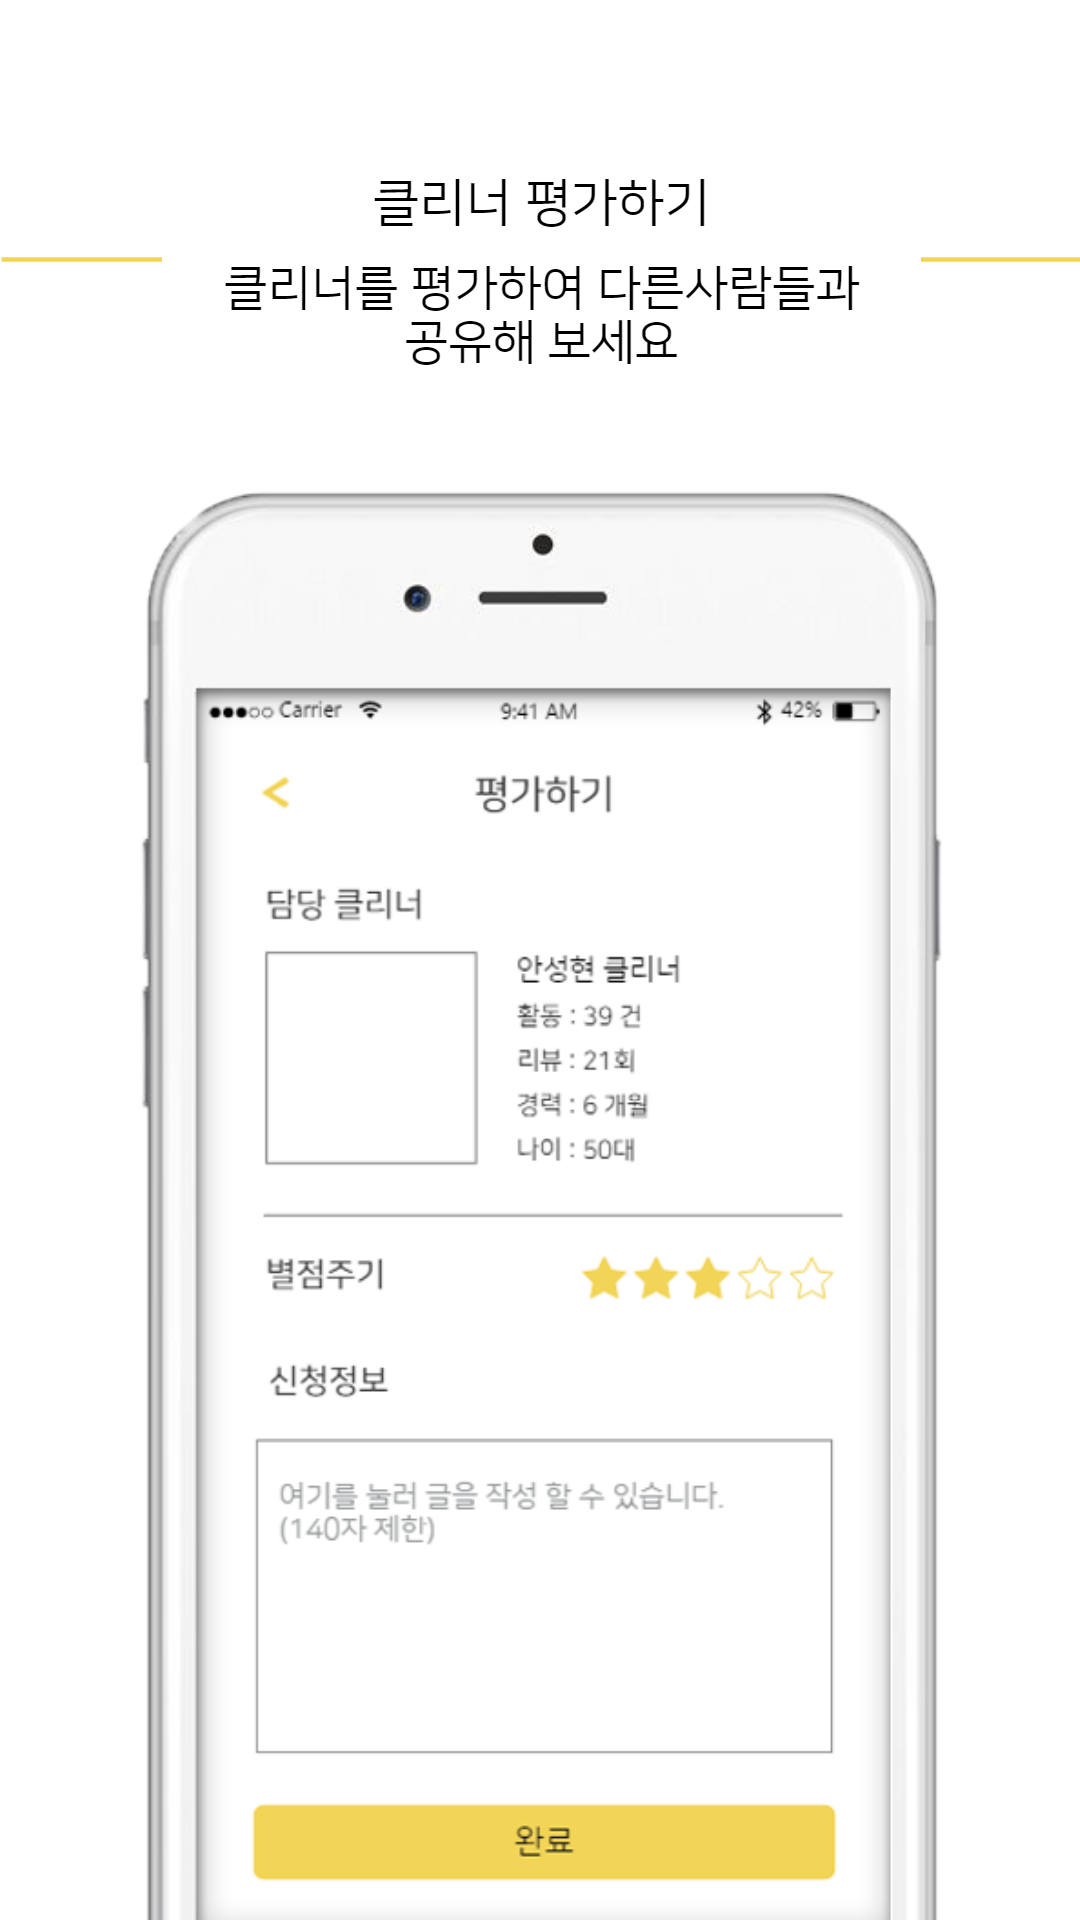 클리너 평가하기
클리너를 평가하여 다른사람들과
공유해 보세요
Carrier 9:41 AM 42%
평가하기
담당 클리너
안성현 클리너
활동 : 39 건
리뷰 : 21회
경력 : 6 개월
나이 : 50대
별점주기
신청정보
여기를 눌러 글을 작성 할 수 있습니다.
(140자 제한)
완료